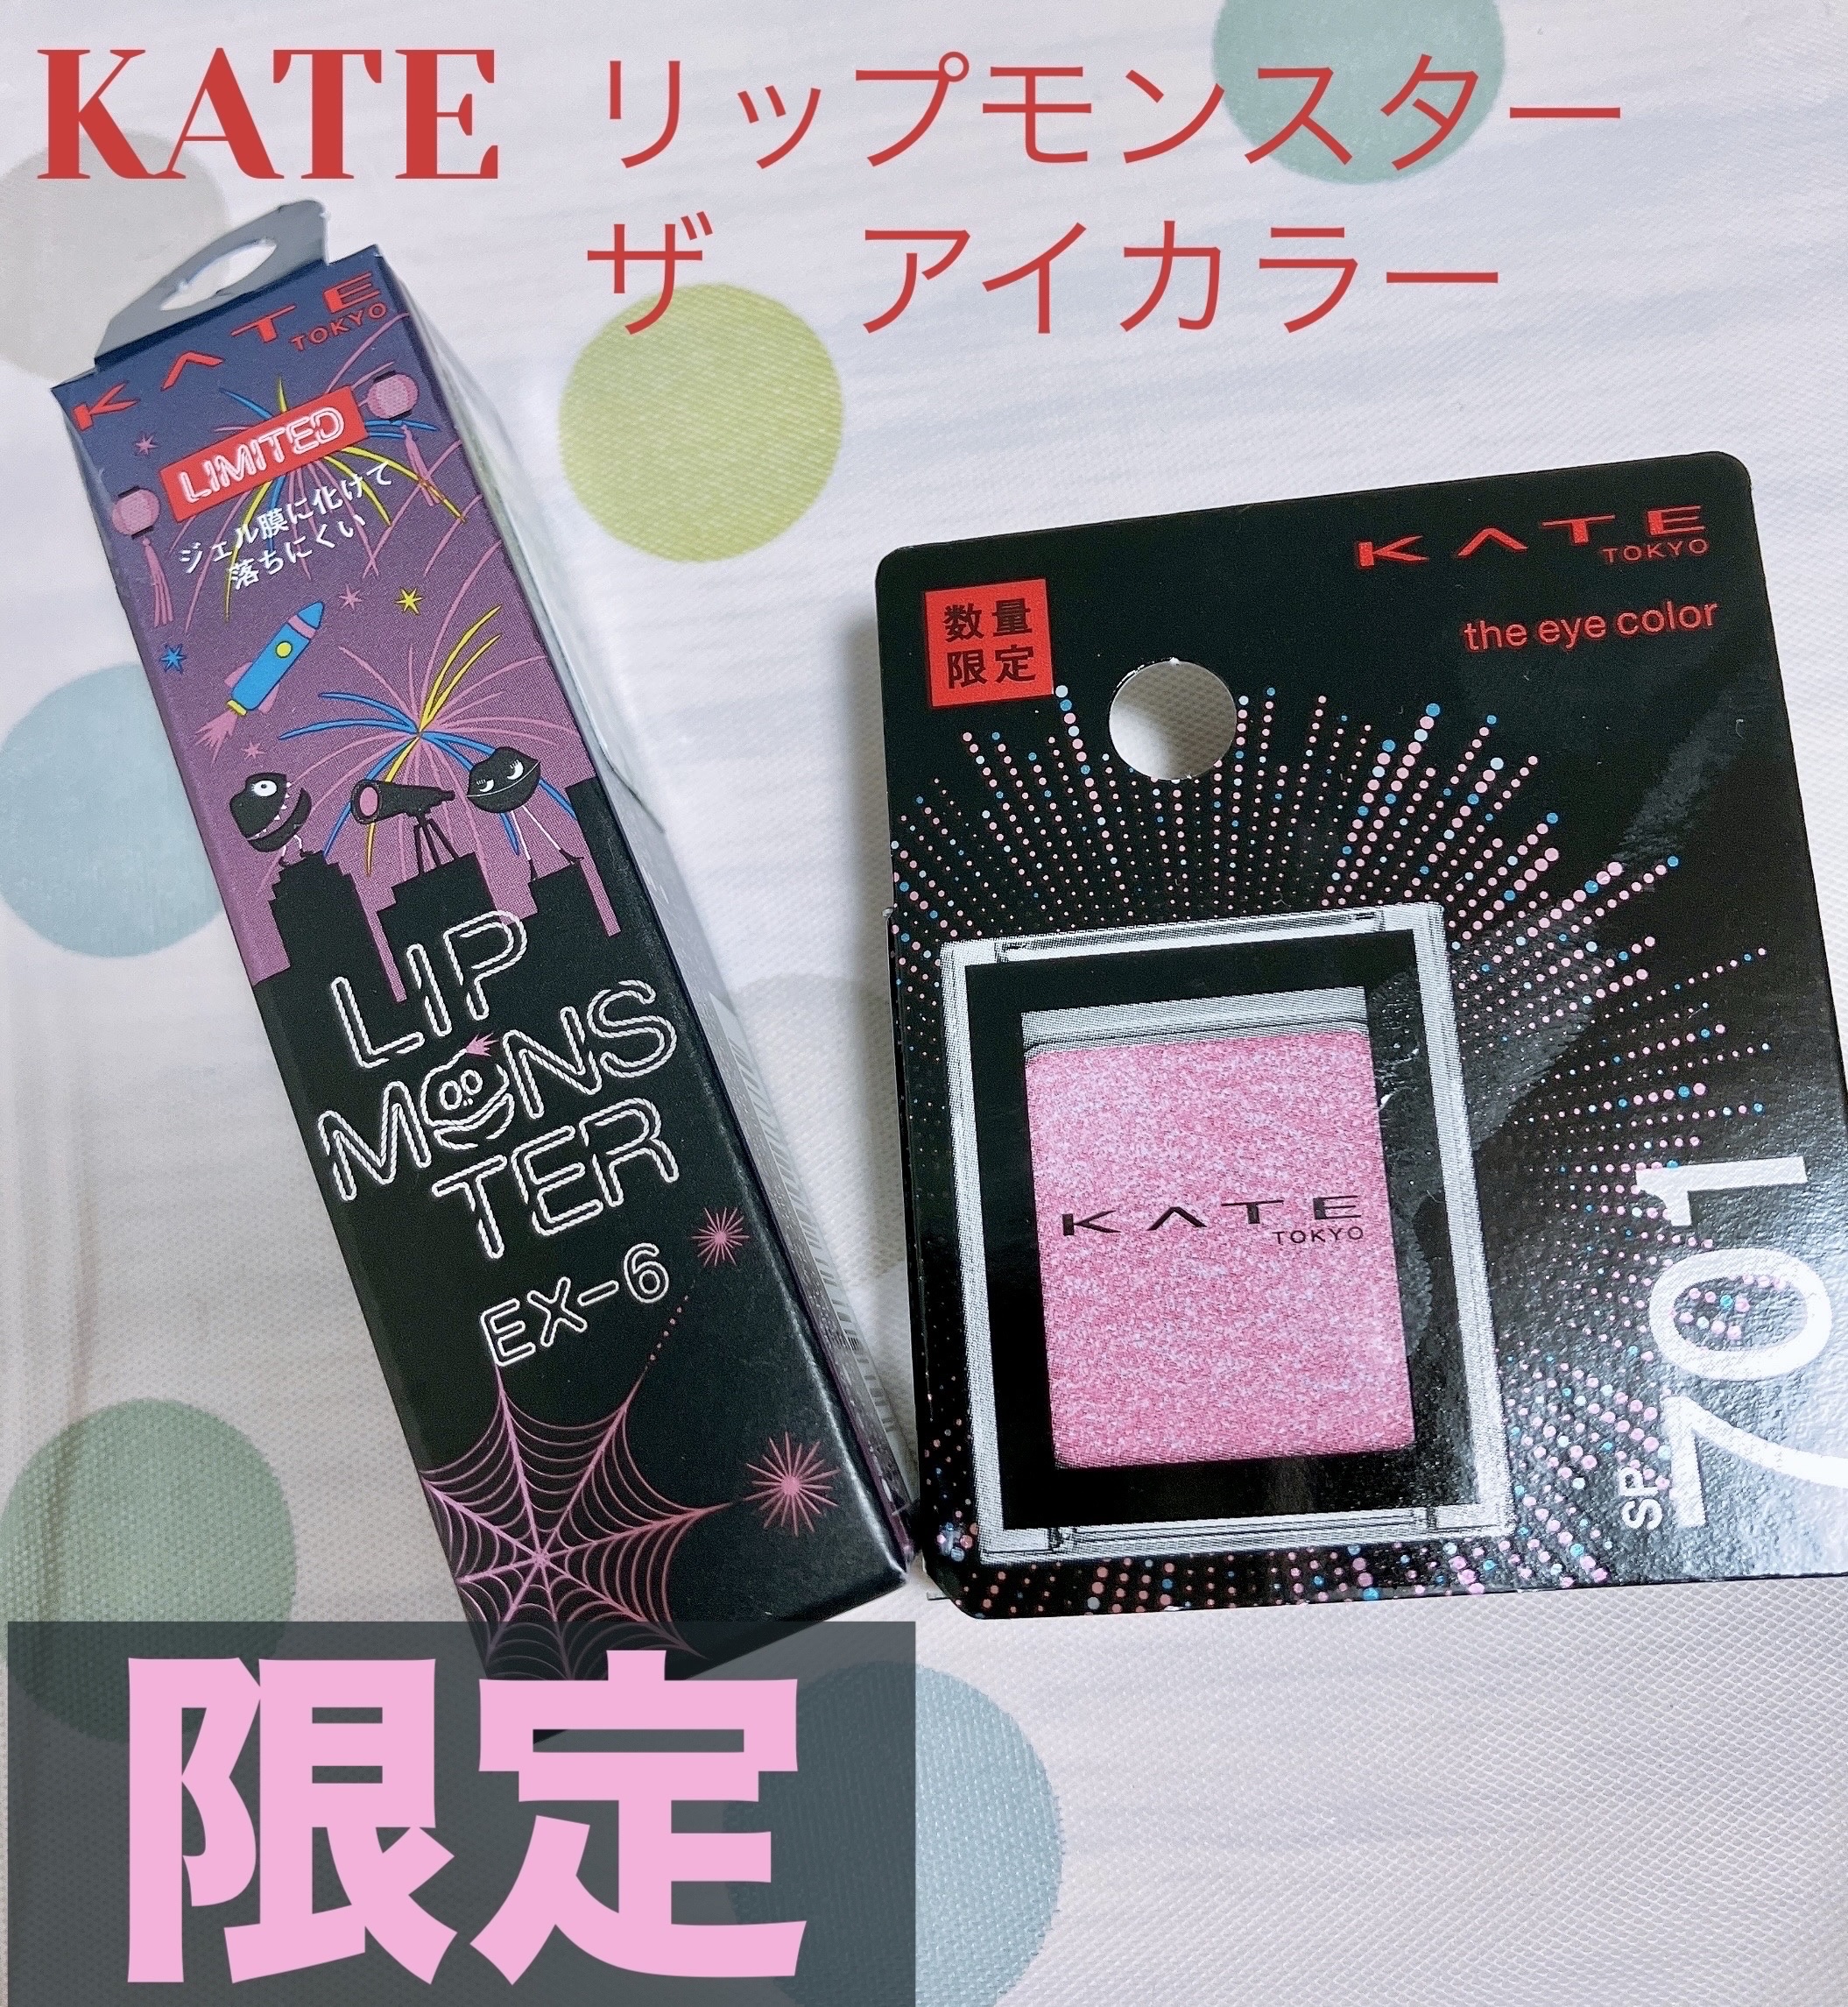 KATE リップモンスター
ザ　アイカラー
KATE
TOKYO
LIMITED
ジェル膜に化けて
落ちにくい
LIP
MONS
TER
EX-6
KATE
TOKYO
the eye color
数量
限定
KATE
TOKYO
SP
701
限定